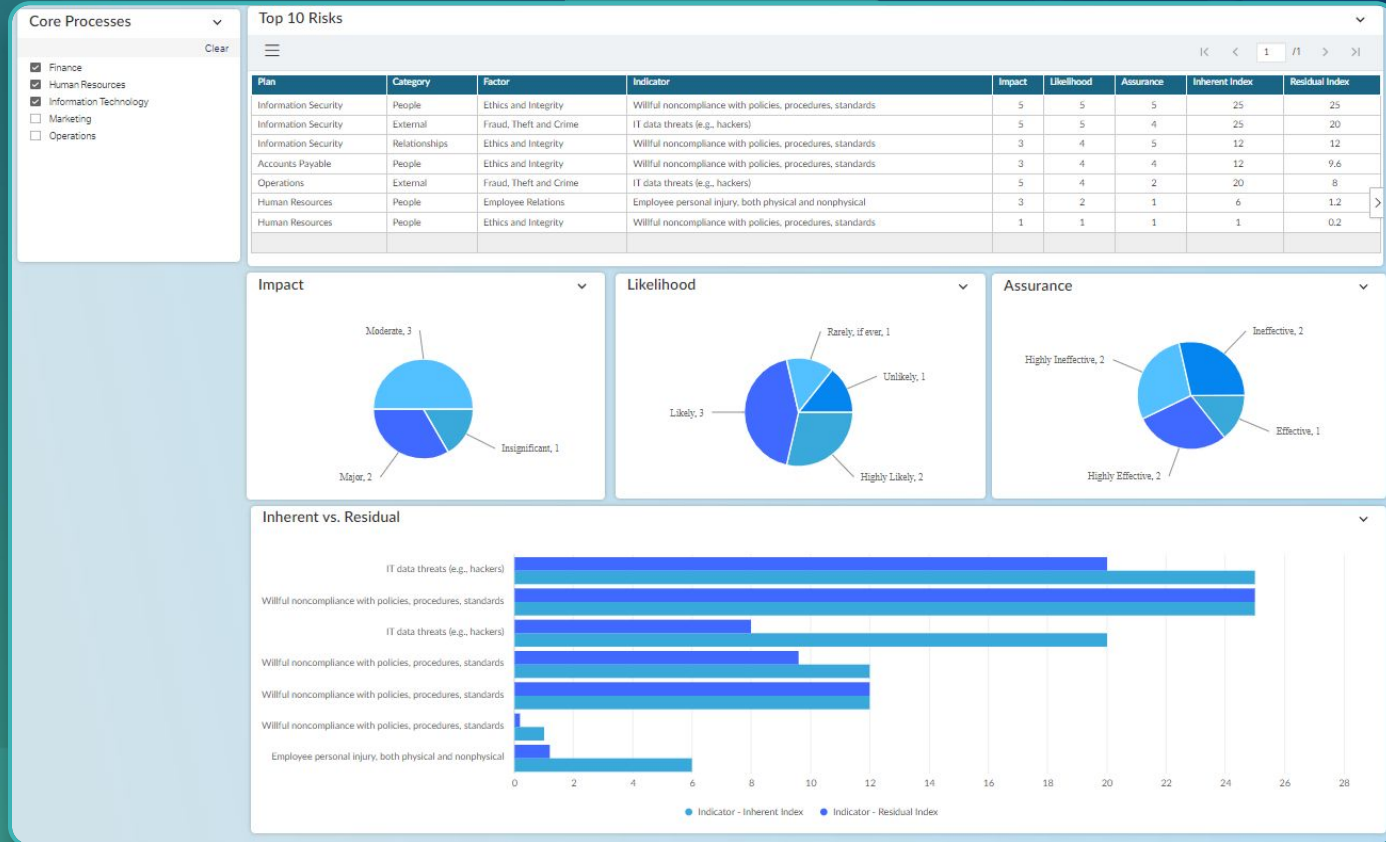 Core Processes
Clear
Finance
Human Resources
Information Technology
Marketing
Operations
Top 10 Risks
1 /1
Plan Category Factor Indicator Impact Likelihood Assurance Inherent Index Residual Index
Information Security People Ethics and Integrity Willful noncompliance with policies, procedures, standards 5 5 5 25 25
Information Security External Fraud, Theft and Crime IT data threats (e.g., hackers) 5 5 4 25 20
Information Security Relationships Ethics and Integrity Willful noncompliance with policies, procedures, standards 3 4 5 12 12
Accounts Payable People Ethics and Integrity Willful noncompliance with policies, procedures, standards 3 4 4 12 9.6
Operations External Fraud, Theft and Crime IT data threats (e.g., hackers) 5 4 2 20 8
Human Resources People Employee Relations Employee personal injury, both physical and nonphysical 3 2 1 6 1.2
Human Resources People Ethics and Integrity Willful noncompliance with policies, procedures, standards 1 1 1 1 0.2
Impact
Moderate, 3
Insignificant, 1
Major, 2
Likelihood
Rarely, if ever, 1
Unlikely, 1
Likely, 3
Highly Likely, 2
Assurance
Ineffective, 2
Highly Ineffective, 2
Effective, 1
Highly Effective, 2
Inherent vs. Residual
IT data threats (e.g., hackers)
Willful noncompliance with policies, procedures, standards
IT data threats (e.g., hackers)
Willful noncompliance with policies, procedures, standards
Willful noncompliance with policies, procedures, standards
Willful noncompliance with policies, procedures, standards
Employee personal injury, both physical and nonphysical
0 2 4 6 8 10 12 14 16 18 20 22 24 26 28
Indicator - Inherent Index Indicator - Residual Index